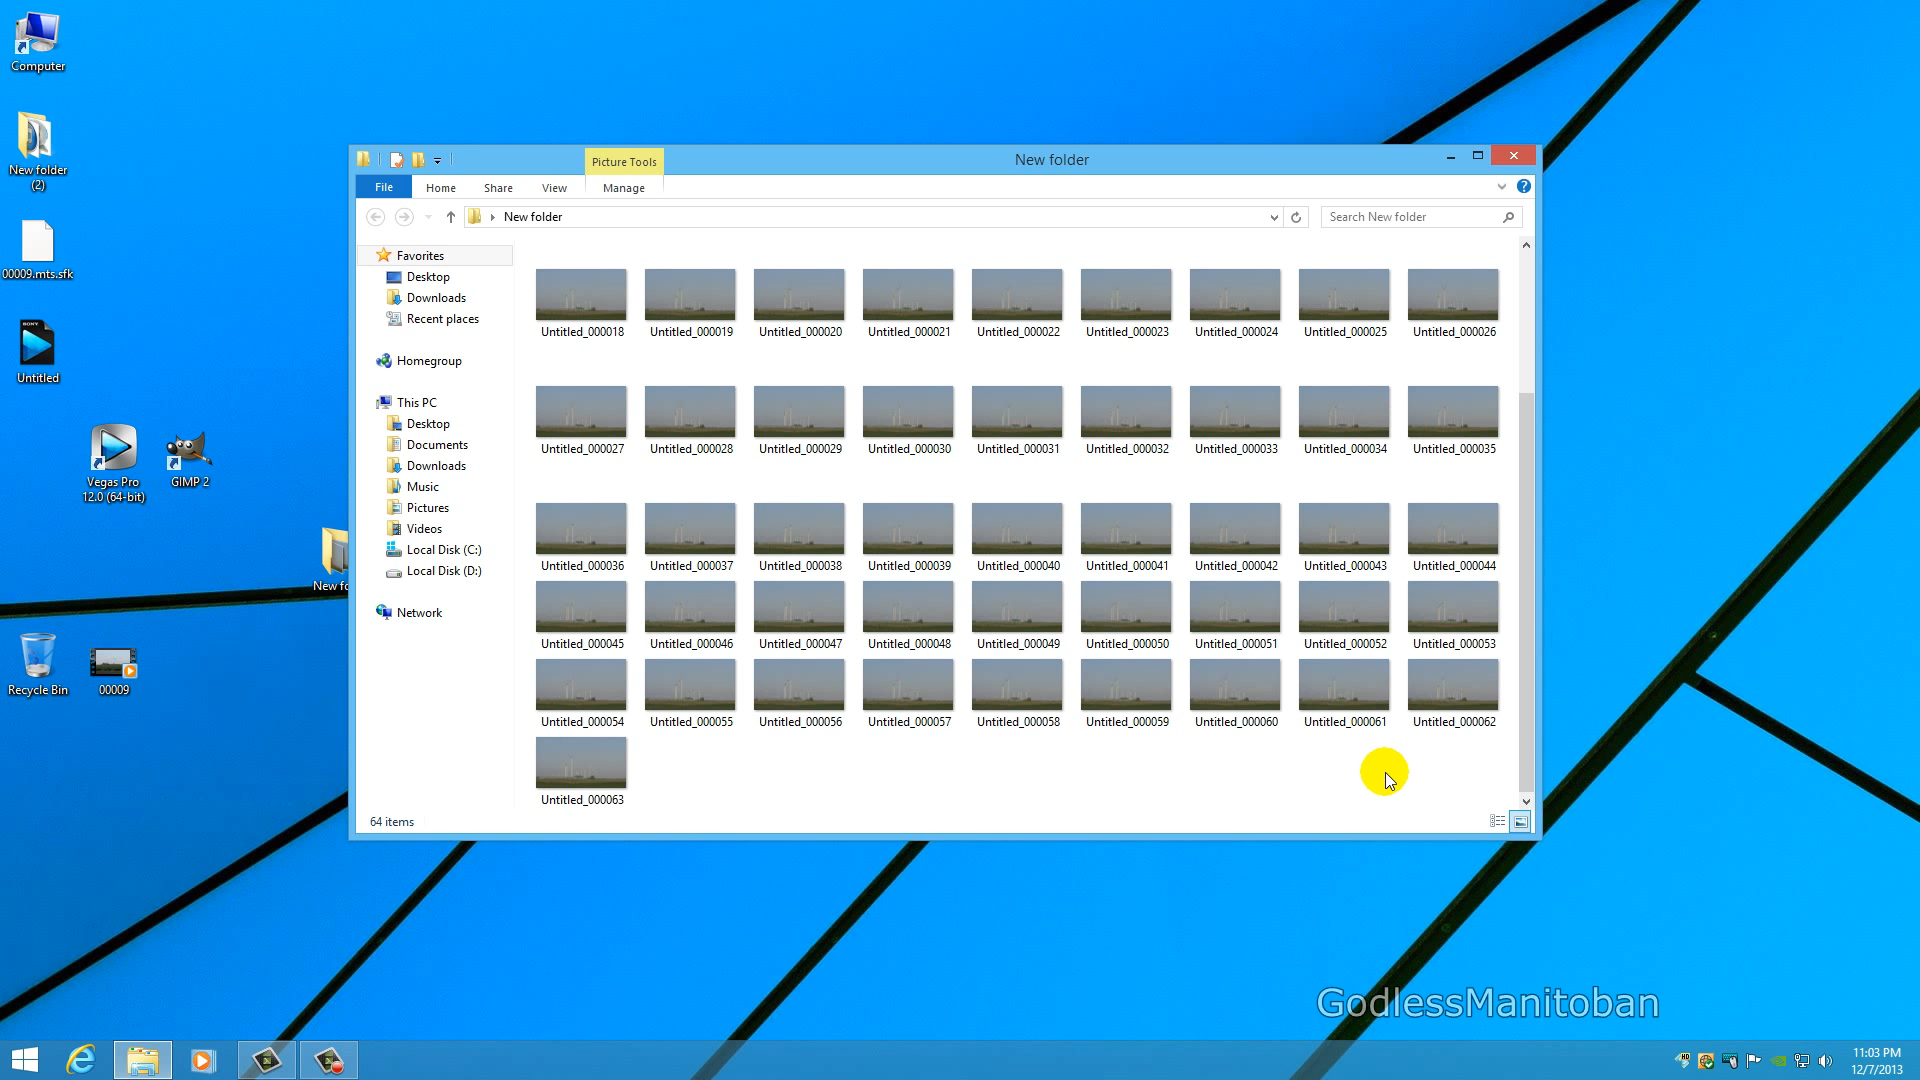 Computer
New folder
(2)
00009.mts.sfk
SONY
Untitled
Vegas Pro
12.0 (64-bit)
GIMP 2
New fo
Recycle Bin
00009
Picture Tools
New folder
File
Home
Share
View
Manage
New folder
Search New folder
Favorites
Desktop
Downloads
Recent places
Homegroup
This PC
Desktop
Documents
Downloads
Music
Pictures
Videos
Local Disk (C:)
Local Disk (D:)
Network
Untitled_000018 Untitled_000019 Untitled_000020 Untitled_000021 Untitled_000022 Untitled_000023 Untitled_000024 Untitled_000025 Untitled_000026
Untitled_000027 Untitled_000028 Untitled_000029 Untitled_000030 Untitled_000031 Untitled_000032 Untitled_000033 Untitled_000034 Untitled_000035
Untitled_000036 Untitled_000037 Untitled_000038 Untitled_000039 Untitled_000040 Untitled_000041 Untitled_000042 Untitled_000043 Untitled_000044
Untitled_000045 Untitled_000046 Untitled_000047 Untitled_000048 Untitled_000049 Untitled_000050 Untitled_000051 Untitled_000052 Untitled_000053
Untitled_000054 Untitled_000055 Untitled_000056 Untitled_000057 Untitled_000058 Untitled_000059 Untitled_000060 Untitled_000061 Untitled_000062
Untitled_000063
64 items
GodlessManitoban
HD
11:03 PM
12/7/2013